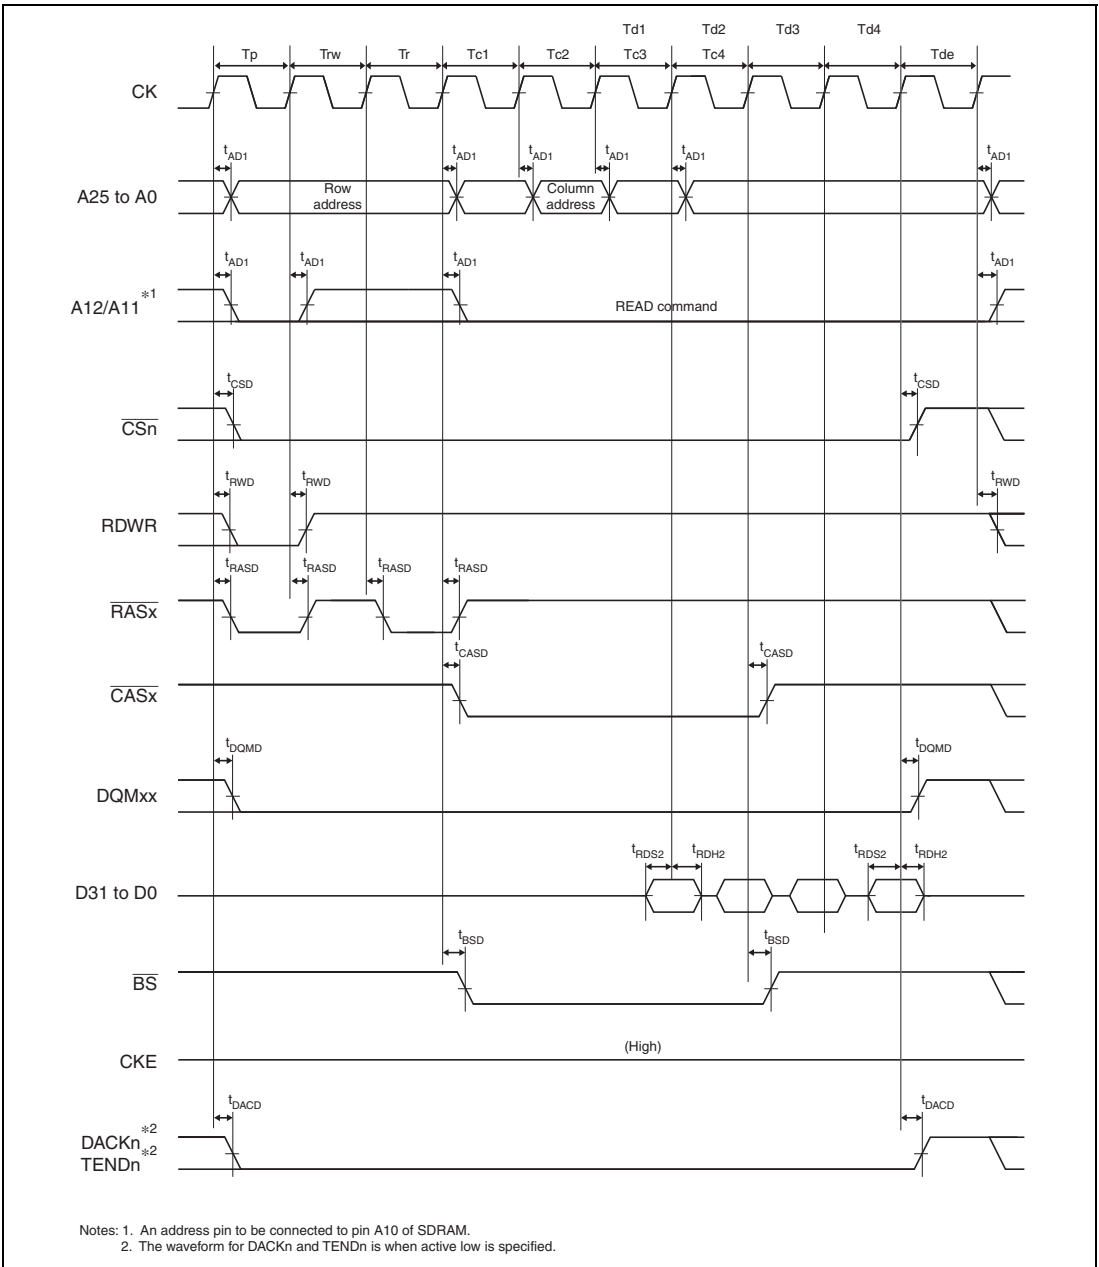 Td1 Td2 Td3 Td4
Tp Trw Tr Tc1 Tc2 Tc3 Tc4 Tde
CK
tAD1 tAD1 tAD1 tAD1 tAD1 tAD1
A25 to A0 Row address Column address
tAD1 tAD1 tAD1 tAD1
A12/A11 *1 READ command
tCSD tCSD
CSn
tRWD tRWD tRWD
RDWR
tRASD tRASD tRASD tRASD
RASx
tCASD tCASD
CASx
tDQMD tDQMD
DQMxx
tRDS2 tRDH2 tRDS2 tRDH2
D31 to D0
tBSD tBSD
BS
(High)
CKE
tDACD tDACD
DACKn *2
TENDn *2
Notes: 1. An address pin to be connected to pin A10 of SDRAM.
2. The waveform for DACKn and TENDn is when active low is specified.